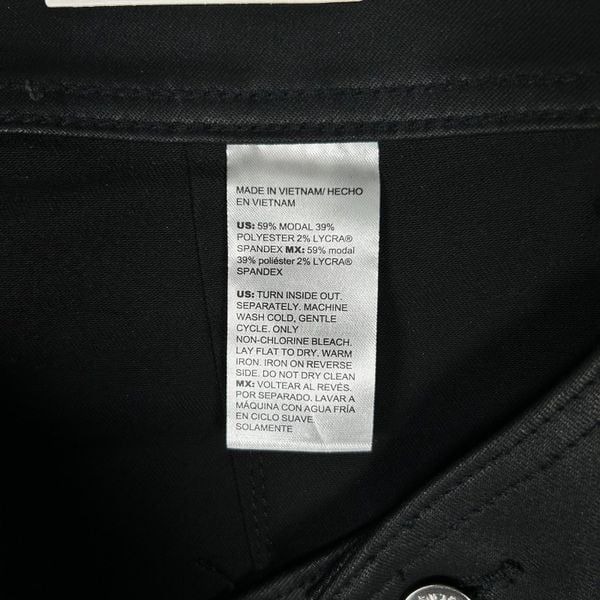 MADE IN VIETNAM/ HECHO
EN VIETNAM
US: 59% MODAL 39%
POLYESTER 2% LYCRA®
SPANDEX MX: 59% modal
39% poliéster 2% LYCRA®
SPANDEX
US: TURN INSIDE OUT.
SEPARATELY. MACHINE
WASH COLD, GENTLE
CYCLE. ONLY
NON-CHLORINE BLEACH.
LAY FLAT TO DRY. WARM
IRON. IRON ON REVERSE
SIDE. DO NOT DRY CLEAN
MX: VOLTEAR AL REVÉS.
POR SEPARADO. LAVAR A
MÁQUINA CON AGUA FRÍA
EN CICLO SUAVE
SOLAMENTE